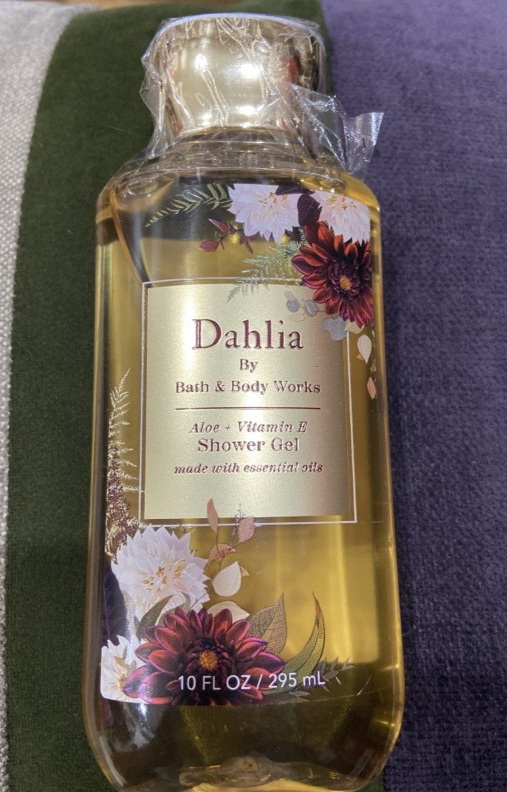 Dahlia
By
Bath & Body Works
Aloe + Vitamin E
Shower Gel
made with essential oils
10 FL OZ / 295 mL